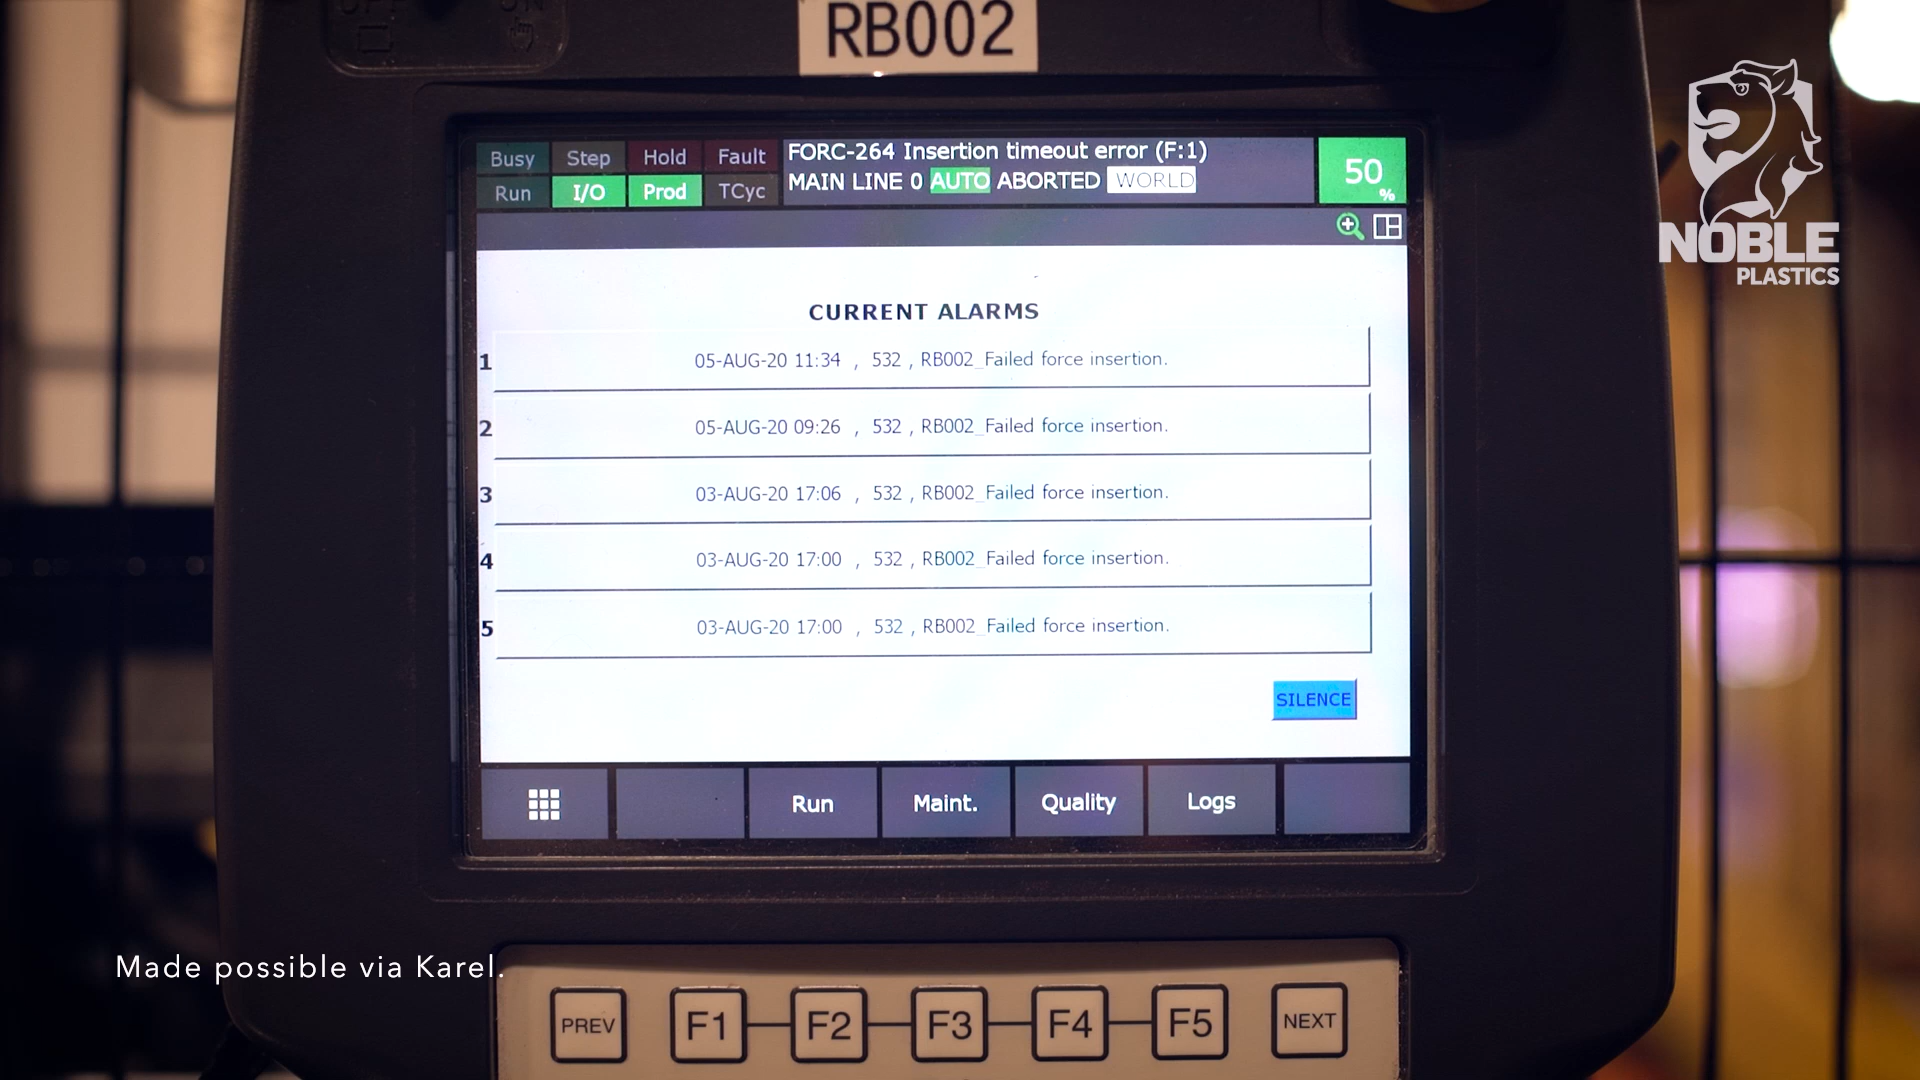 OFF ON
RB002
NOBLE
PLASTICS
Busy Step Hold Fault
Run I/O Prod TCyc
FORC-264 Insertion timeout error (F:1)
MAIN LINE 0 AUTO ABORTED WORLD
50
%
CURRENT ALARMS
1 05-AUG-20 11:34 , 532 , RB002_Failed force insertion.
2 05-AUG-20 09:26 , 532 , RB002_Failed force insertion.
3 03-AUG-20 17:06 , 532 , RB002_Failed force insertion.
4 03-AUG-20 17:00 , 532 , RB002_Failed force insertion.
5 03-AUG-20 17:00 , 532 , RB002_Failed force insertion.
SILENCE
Run Maint. Quality Logs
Made possible via Karel.
PREV F1 F2 F3 F4 F5 NEXT